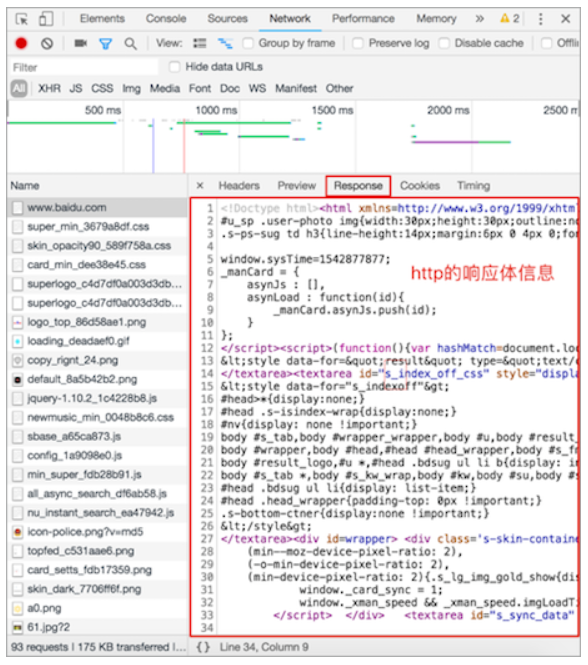 Elements Console Sources Network Performance Memory » 2
View: Group by frame Preserve log Disable cache Offli
Filter Hide data URLs
All XHR JS CSS Img Media Font Doc WS Manifest Other
500 ms 1000 ms 1500 ms 2000 ms 2500 m
Name
www.baidu.com
super_min_3679a8df.css
skin_opacity90_589f758a.css
card_min_dee38e45.css
superlogo_c4d7df0a003d3db...
superlogo_c4d7df0a003d3db...
logo_top_86d58ae1.png
loading_deadaef0.gif
copy_rignt_24.png
default_8a5b42b2.png
jquery-1.10.2_1c4228b8.js
newmusic_min_0048b8c6.css
sbase_a65ca873.js
config_1a9098e0.js
min_super_fdb28b91.js
all_async_search_df6ab58.js
nu_instant_search_ea47942.js
icon-police.png?v=md5
topfed_c531aae6.png
card_setts_fdb17359.png
skin_dark_7706ff6f.png
a0.png
61.jpg?2
93 requests | 175 KB transferred | ...
× Headers Preview Response Cookies Timing
1 <!Doctype html><html xmlns=http://www.w3.org/1999/xhtm
2 #u_sp .user-photo img{width:30px;height:30px;outline:no
3 .s-ps-sug td h3{line-height:14px;margin:6px 0 4px 0;fon
4
5 window.sysTime=1542877877;
6 _manCard = {
7 asynJs : [],
8 asynLoad : function(id){
9 _manCard.asynJs.push(id);
10 }
11 };
http的响应体信息
12 </script><script>(function(){var hashMatch=document.loc
13 &lt;style data-for=&quot;result&quot; type=&quot;text/c
14 </textarea><textarea id="s_index_off_css" style="displa
15 &lt;style data-for="s_indexoff"&gt;
16 #head>*{display:none;}
17 #head .s-isindex-wrap{display:none;}
18 #nv{display: none !important;}
19 body #s_tab,body #wrapper_wrapper,body #u,body #result_
20 body #wrapper,body #head,#head #head_wrapper,body #s_fm
21 body #result_logo,#u *,#head .bdsug ul li b{display: in
22 body #s_tab *,body #s_kw_wrap,body #kw,body #su,body #s
23 #head .bdsug ul li{display: list-item;}
24 #head .head_wrapper{padding-top: 0px !important;}
25 .s-bottom-ctner{display:none !important;}
26 &lt;/style&gt;
27 </textarea><div id=wrapper> <div class='s-skin-containe
28 (min--moz-device-pixel-ratio: 2),
29 (-o-min-device-pixel-ratio: 2),
30 (min-device-pixel-ratio: 2){.s_lg_img_gold_show{dis
31 window._card_sync = 1;
32 window._xman_speed && _xman_speed.imgLoadTi
33 </script> </div> <textarea id="s_sync_data"
34
{} Line 34, Column 9